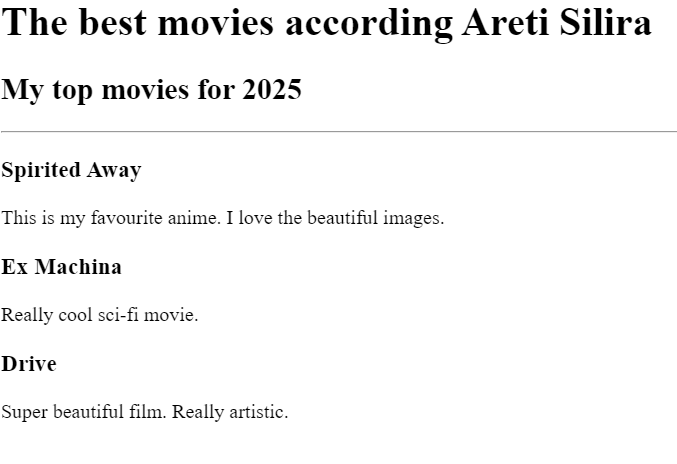 The best movies according Areti Silira
My top movies for 2025
Spirited Away
This is my favourite anime. I love the beautiful images.
Ex Machina
Really cool sci-fi movie.
Drive
Super beautiful film. Really artistic.